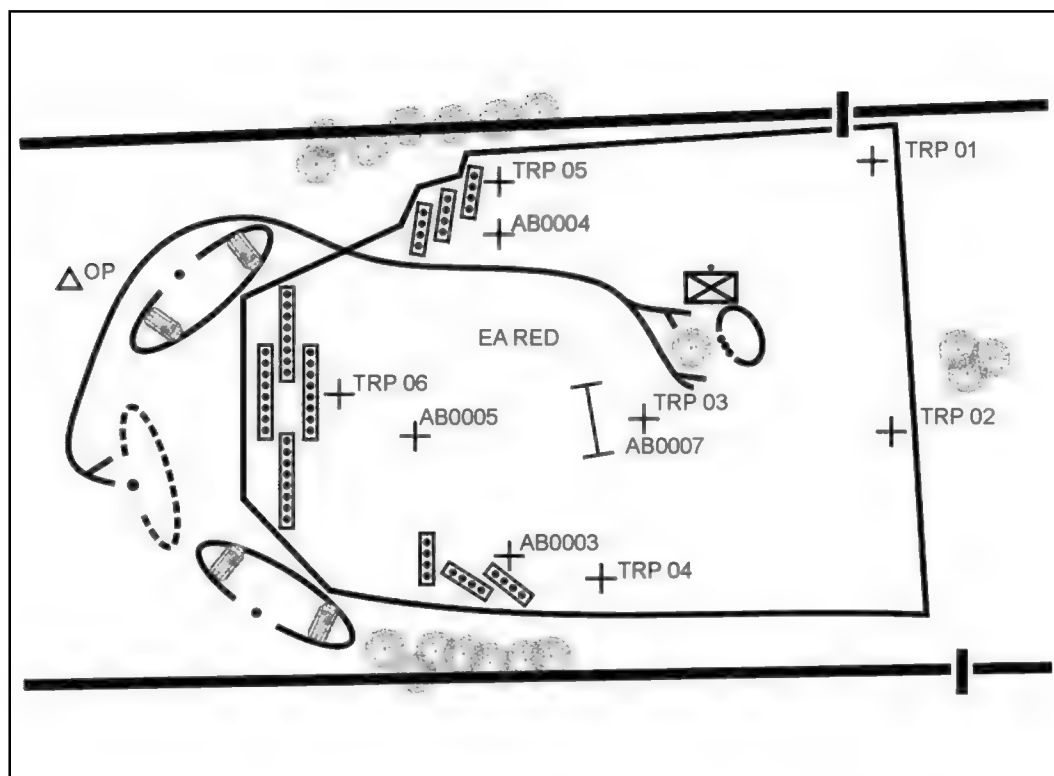 TRP 01
TRP 05
AB0004
OP
EA RED
TRP 06
TRP 03
TRP 02
AB0005
AB0007
AB0003
TRP 04